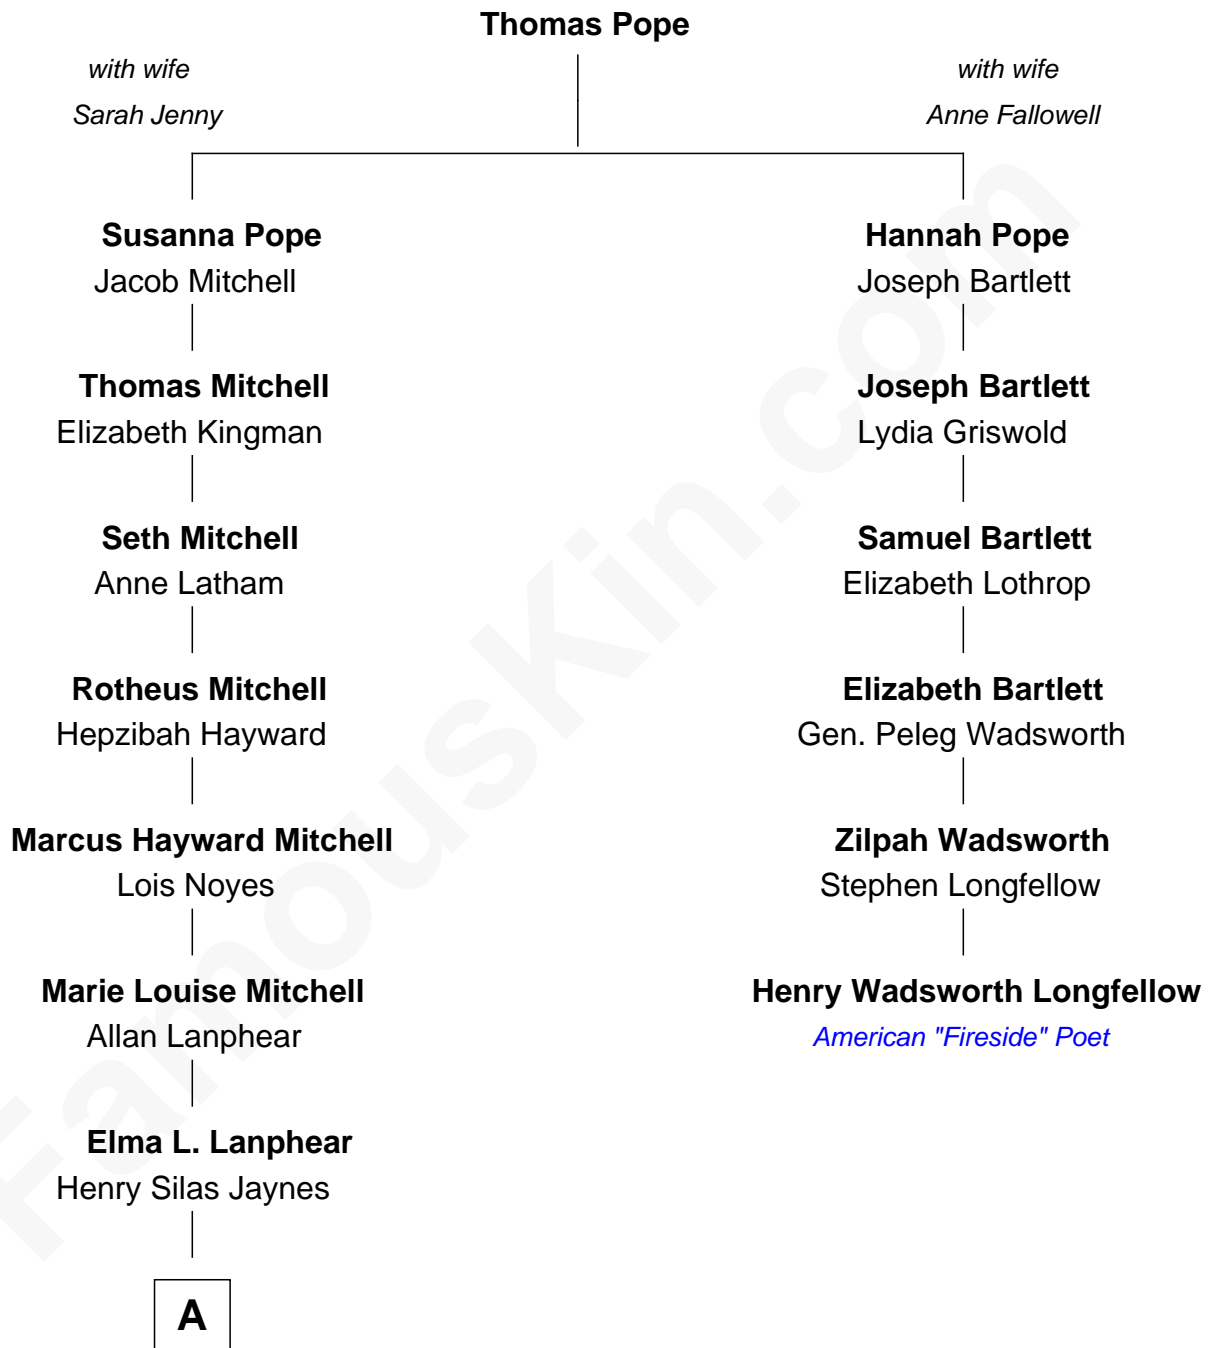 Thomas Pope
with wife
Sarah Jenny
with wife
Anne Fallowell
Susanna Pope
Jacob Mitchell
Hannah Pope
Joseph Bartlett
Thomas Mitchell
Elizabeth Kingman
Joseph Bartlett
Lydia Griswold
Seth Mitchell
Anne Latham
Samuel Bartlett
Elizabeth Lothrop
Rotheus Mitchell
Hepzibah Hayward
Elizabeth Bartlett
Gen. Peleg Wadsworth
Marcus Hayward Mitchell
Lois Noyes
Zilpah Wadsworth
Stephen Longfellow
Marie Louise Mitchell
Allan Lanphear
Henry Wadsworth Longfellow
American "Fireside" Poet
Elma L. Lanphear
Henry Silas Jaynes
A
FamousKin.com